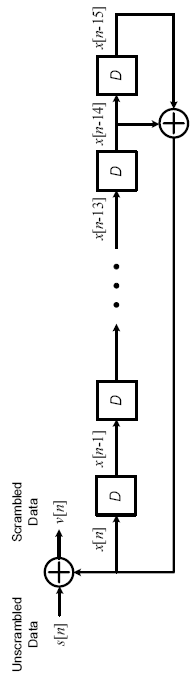 Unscrambled
Data
s[n]
Scrambled
Data
v[n]
x[n]
D
x[n-1]
D
x[n-13]
D
x[n-14]
D
x[n-15]